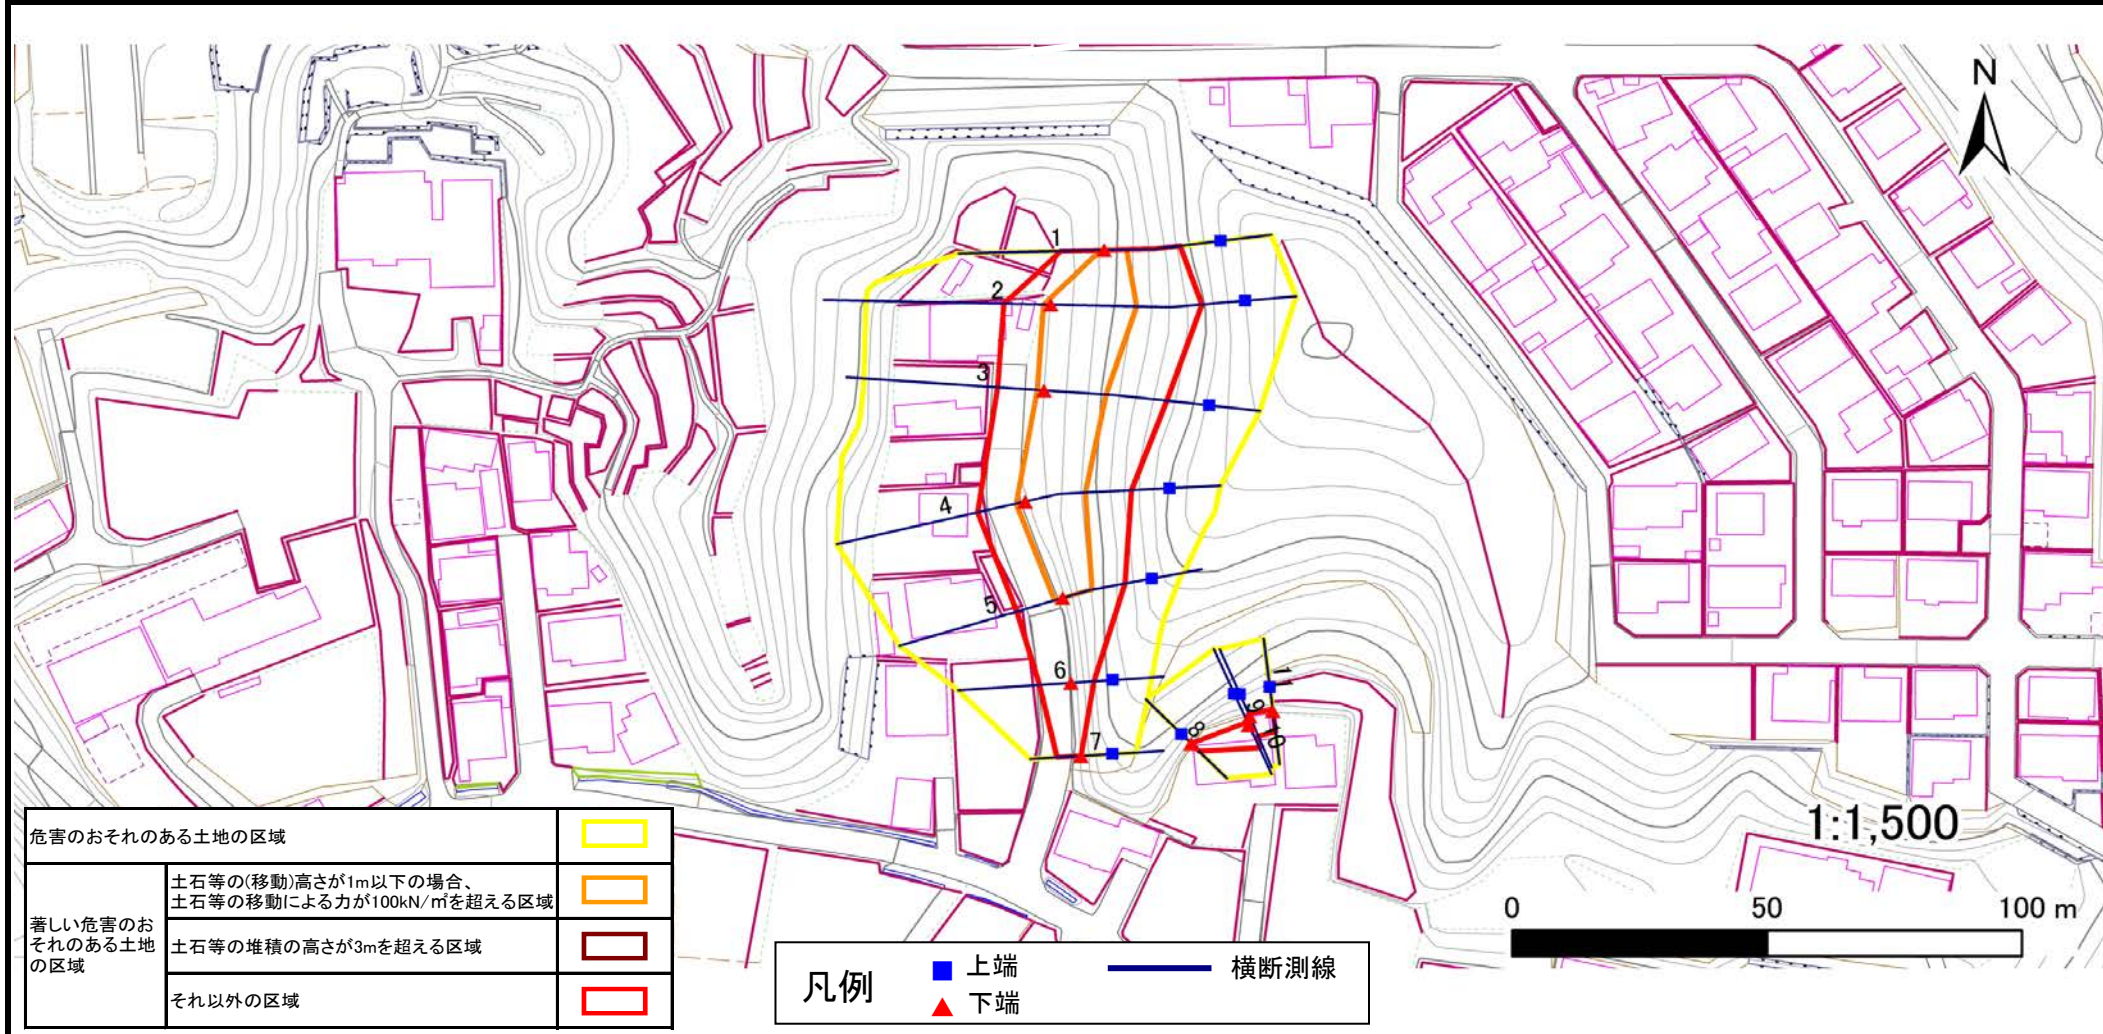 N
1
2
3
4
5
6
7
8
9
10
11
1:1,500
0 50 100 m
危害のおそれのある土地の区域
著しい危害のお
それのある土地
の区域
土石等の(移動)高さが1m以下の場合、
土石等の移動による力が100kN/㎡を超える区域
土石等の堆積の高さが3mを超える区域
それ以外の区域
凡例
上端
下端
横断測線